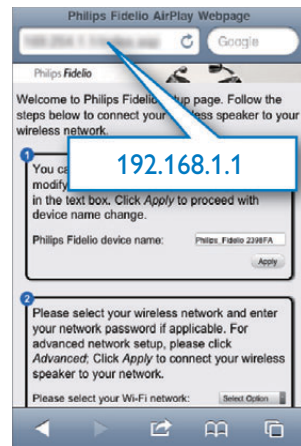 Philips Fidelio AirPlay Webpage
Google
Philips Fidelio
Welcome to Philips Fidelio
up page. Follow the
steps below to connect your
less speaker to your
wireless network.
192.168.1.1
1
You ca
modify
in the text box. Click Apply to proceed with
device name change.
Philips Fidelio device name:
Philips_Fidelio 2398FA
Apply
2
Please select your wireless network and enter
your network password if applicable. For
advanced network setup, please click
Advanced; Click Apply to connect your wireless
speaker to your network.
Please select your Wi-Fi network:
Select Option